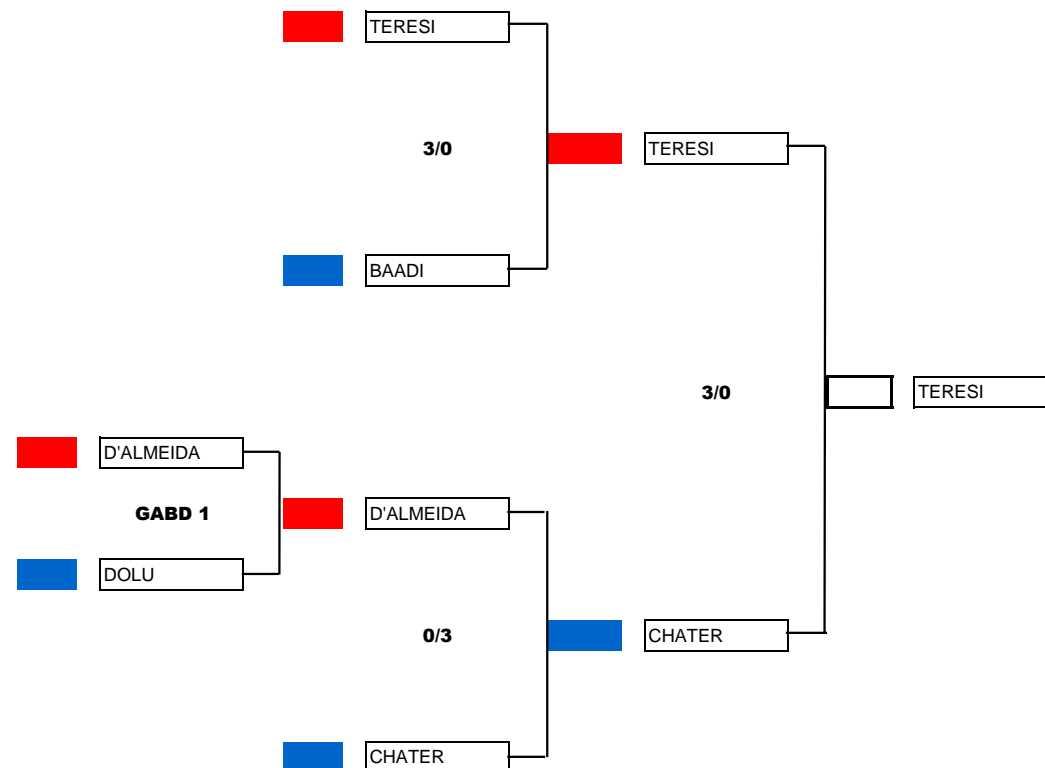 TERESI
3/0
TERESI
BAADI
3/0
TERESI
D'ALMEIDA
GABD 1
D'ALMEIDA
DOLU
0/3
CHATER
CHATER